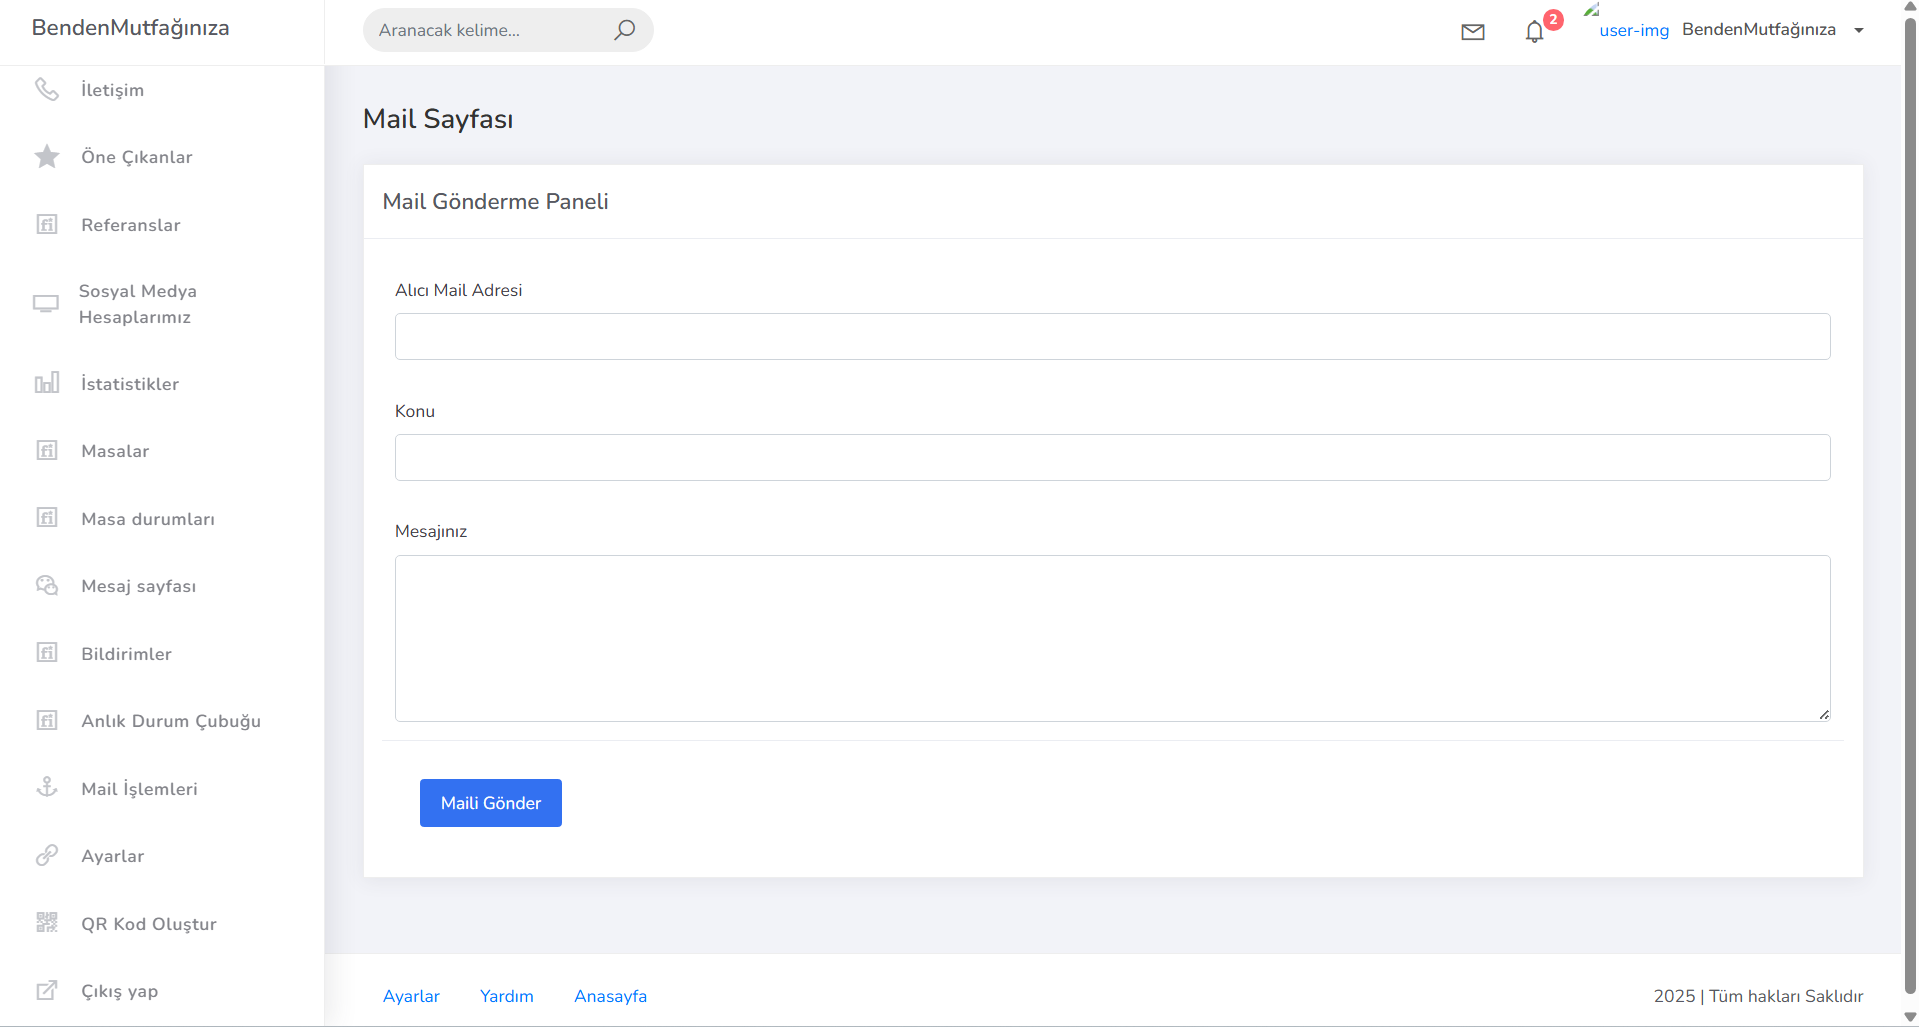 BendenMutfağınıza
Aranacak kelime...
2
user-img
BendenMutfağınıza
İletişim
Öne Çıkanlar
Referanslar
Sosyal Medya
Hesaplarımız
İstatistikler
Masalar
Masa durumları
Mesaj sayfası
Bildirimler
Anlık Durum Çubuğu
Mail İşlemleri
Ayarlar
QR Kod Oluştur
Çıkış yap
Mail Sayfası
Mail Gönderme Paneli
Alıcı Mail Adresi
Konu
Mesajınız
Maili Gönder
Ayarlar
Yardım
Anasayfa
2025 | Tüm hakları Saklıdır